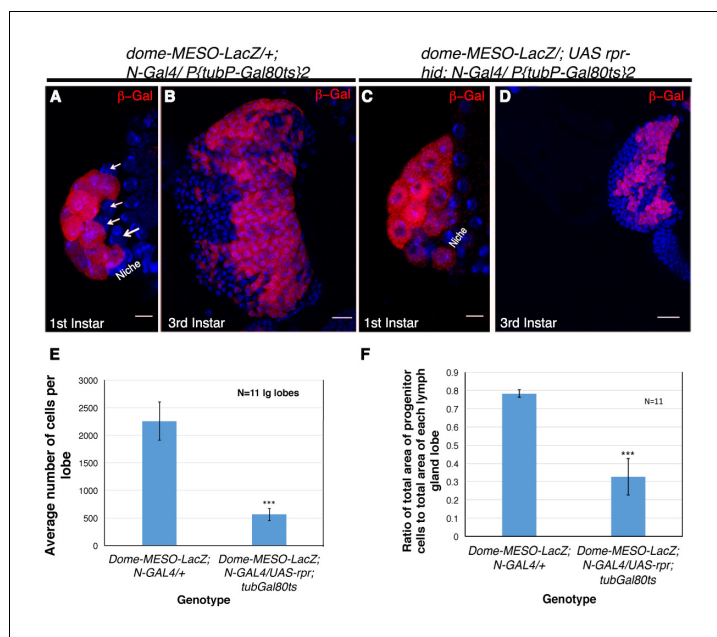 dome-MESO-LacZ/+;
N-Gal4/ P{tubP-Gal80ts}2
dome-MESO-LacZ/; UAS rpr-
hid; N-Gal4/ P{tubP-Gal80ts}2
A
β-Gal
Niche
1st Instar
B
β-Gal
3rd Instar
C
β-Gal
Niche
1st Instar
D
3rd Instar
E
Average number of cells per
lobe
3000
2500
2000
1500
1000
500
0
N=11 lg lobes
***
Dome-MESO-LacZ;
N-GAL4/+
Dome-MESO-LacZ;
N-GAL4/UAS-rpr;
tubGal80ts
Genotype
F
Ratio of total area of progenitor
cells to total area of each lymph
gland lobe
0.9
0.8
0.7
0.6
0.5
0.4
0.3
0.2
0.1
0
N=11
***
Dome-MESO-LacZ;
N-GAL4/+
Dome-MESO-LacZ;
N-GAL4/UAS-rpr;
tubGal80ts
Genotype